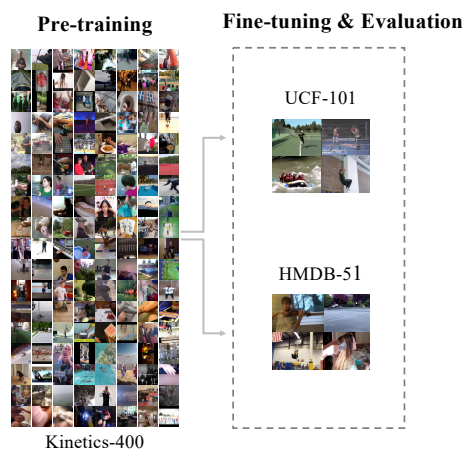 Pre-training
Fine-tuning & Evaluation
UCF-101
HMDB-51
Kinetics-400